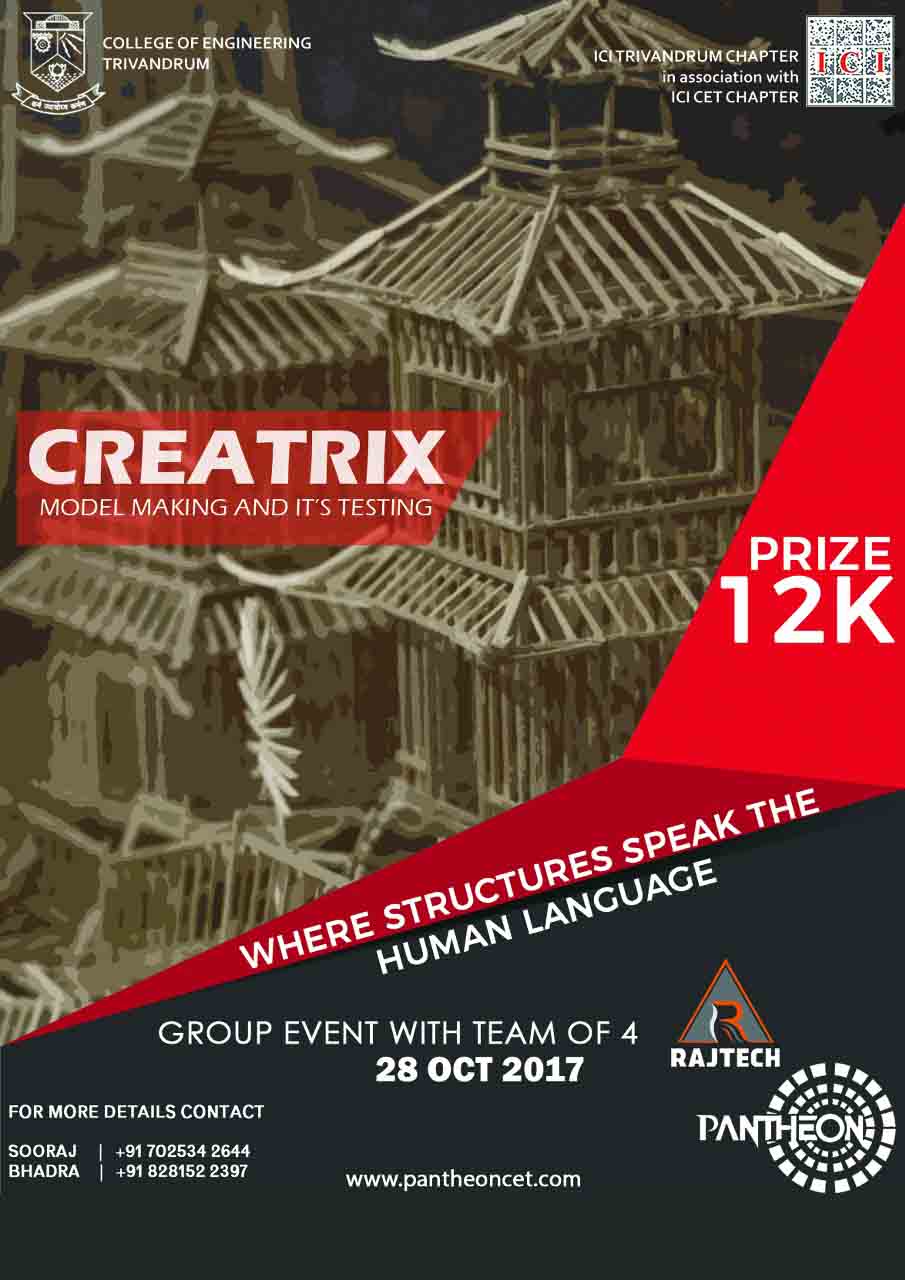 COLLEGE OF ENGINEERING
TRIVANDRUM
ICI TRIVANDRUM CHAPTER
in association with
ICI CET CHAPTER
I C I
CREATRIX
MODEL MAKING AND IT'S TESTING
PRIZE
12K
WHERE STRUCTURES SPEAK THE
HUMAN LANGUAGE
GROUP EVENT WITH TEAM OF 4
28 OCT 2017
RAJTECH
PANTHEON
FOR MORE DETAILS CONTACT
SOORAJ | +91 702534 2644
BHADRA | +91 828152 2397
www.pantheoncet.com